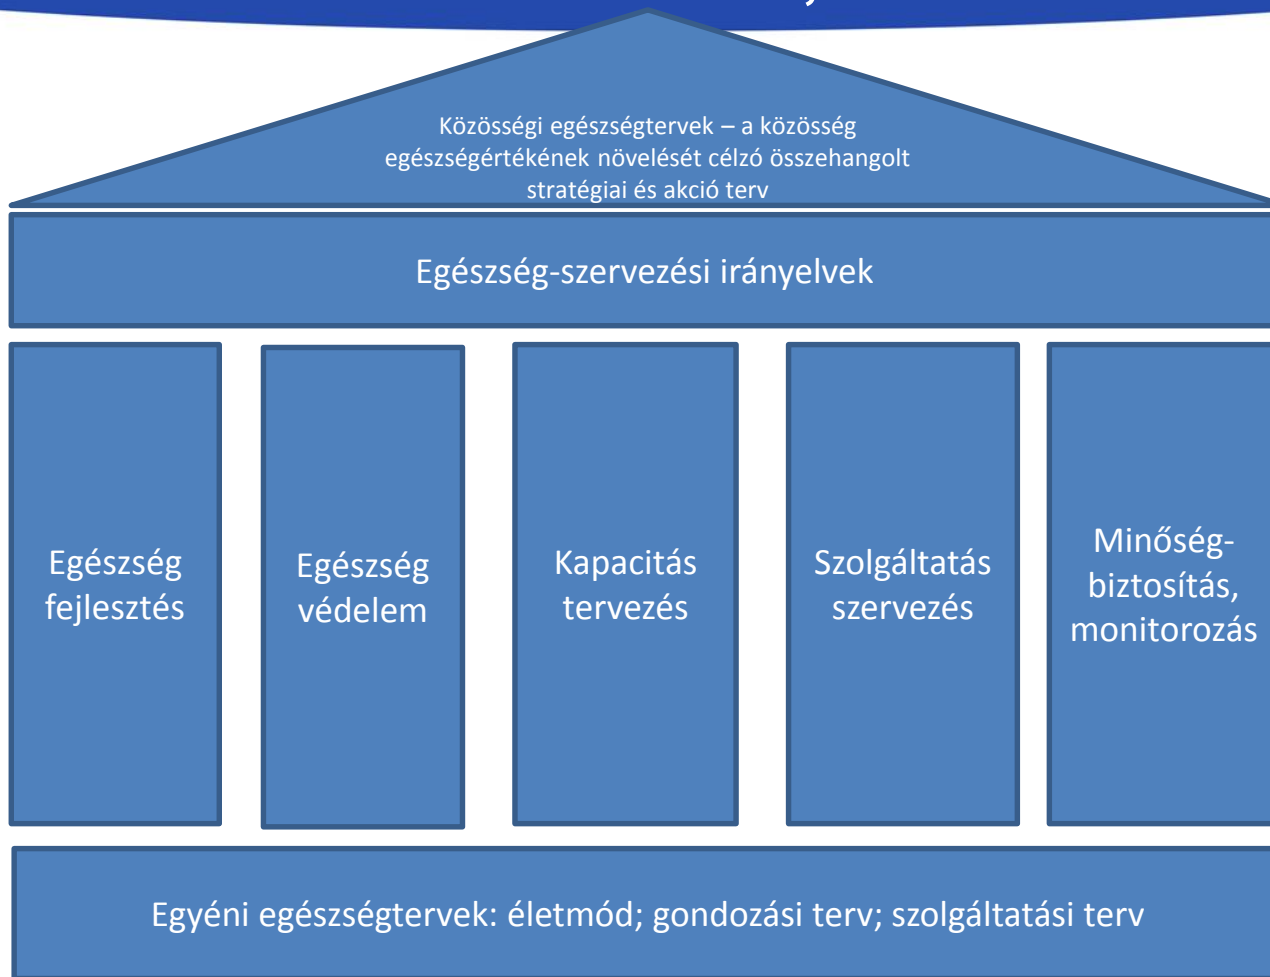 Közösségi egészségtervek – a közösség
egészségértékének növelését célzó összehangolt
stratégiai és akció terv
Egészség-szervezési irányelvek
Egészség
fejlesztés
Egészség
védelem
Kapacitás
tervezés
Szolgáltatás
szervezés
Minőség-
biztosítás,
monitorozás
Egyéni egészségtervek: életmód; gondozási terv; szolgáltatási terv